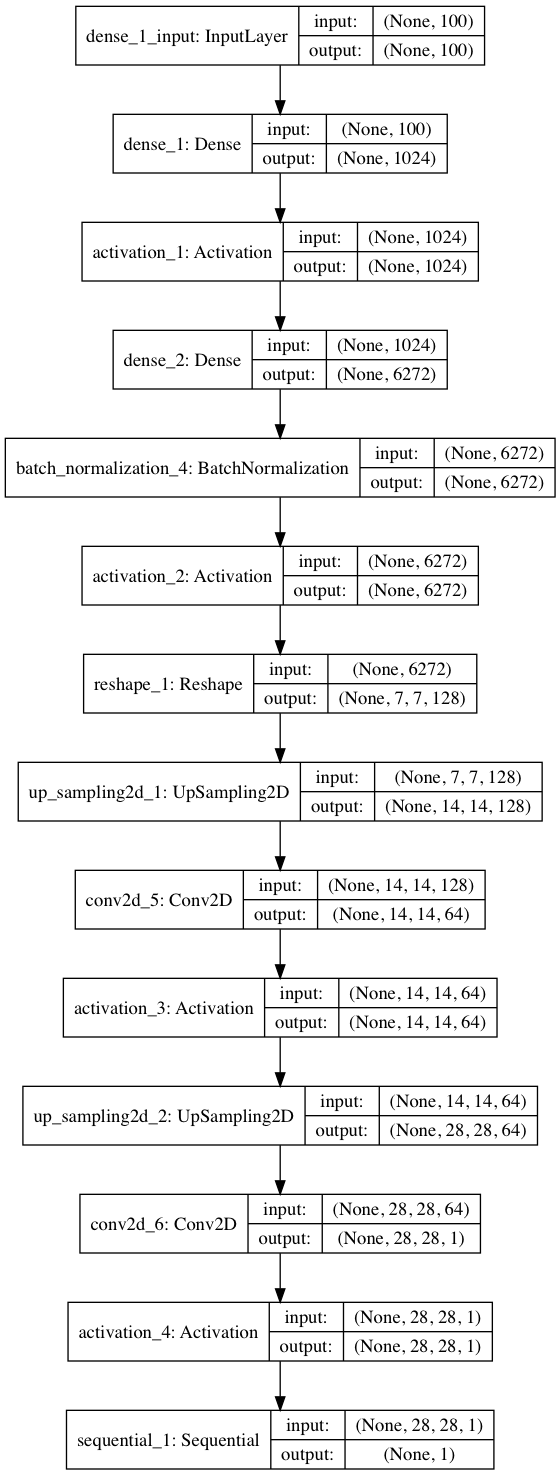 dense_1_input: InputLayer
input:
(None, 100)
output:
(None, 100)
dense_1: Dense
input:
(None, 100)
output:
(None, 1024)
activation_1: Activation
input:
(None, 1024)
output:
(None, 1024)
dense_2: Dense
input:
(None, 1024)
output:
(None, 6272)
batch_normalization_4: BatchNormalization
input:
(None, 6272)
output:
(None, 6272)
activation_2: Activation
input:
(None, 6272)
output:
(None, 6272)
reshape_1: Reshape
input:
(None, 6272)
output:
(None, 7, 7, 128)
up_sampling2d_1: UpSampling2D
input:
(None, 7, 7, 128)
output:
(None, 14, 14, 128)
conv2d_5: Conv2D
input:
(None, 14, 14, 128)
output:
(None, 14, 14, 64)
activation_3: Activation
input:
(None, 14, 14, 64)
output:
(None, 14, 14, 64)
up_sampling2d_2: UpSampling2D
input:
(None, 14, 14, 64)
output:
(None, 28, 28, 64)
conv2d_6: Conv2D
input:
(None, 28, 28, 64)
output:
(None, 28, 28, 1)
activation_4: Activation
input:
(None, 28, 28, 1)
output:
(None, 28, 28, 1)
sequential_1: Sequential
input:
(None, 28, 28, 1)
output:
(None, 1)